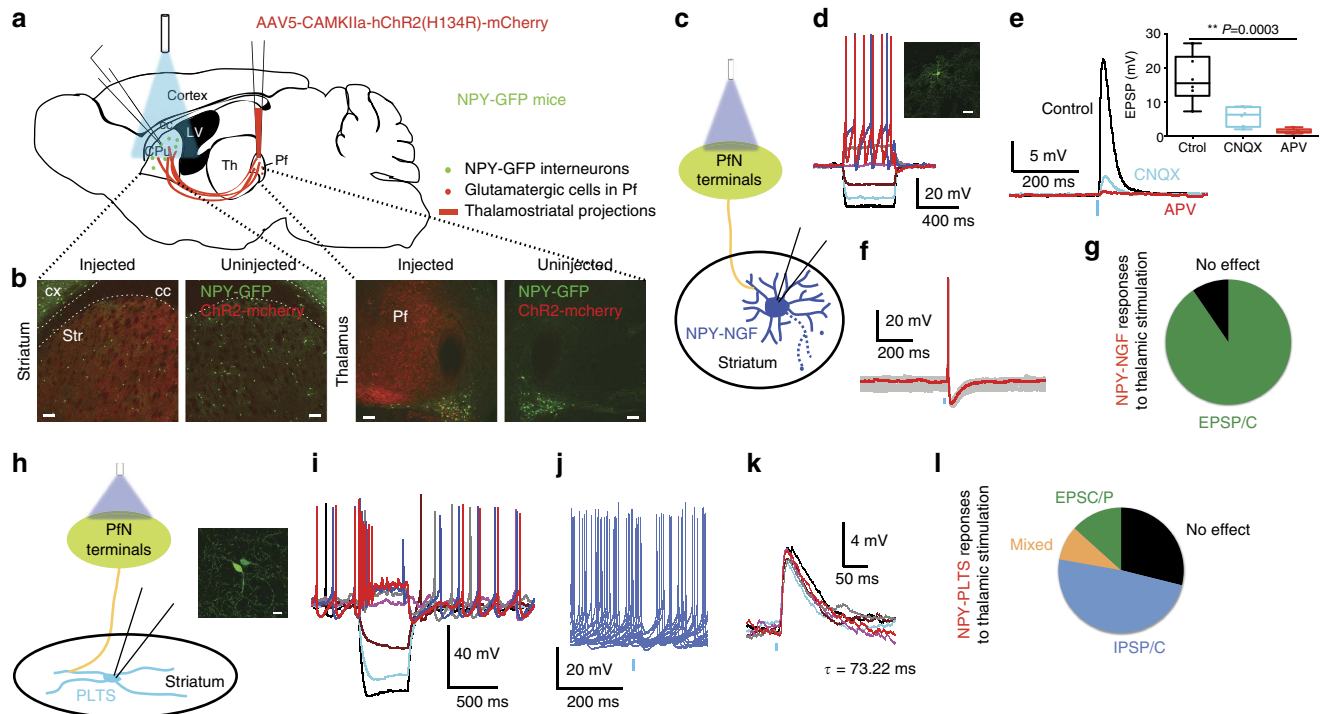 a
AAV5-CAMKIIa-hChR2(H134R)-mCherry
Cortex
NPY-GFP mice
cc
LV
CPu
Th
Pf
NPY-GFP interneurons
Glutamatergic cells in Pf
Thalamostriatal projections
b
Injected
Uninjected
Injected
Uninjected
Striatum
cx
cc
Str
NPY-GFP
ChR2-mcherry
Thalamus
Pf
NPY-GFP
ChR2-mcherry
c
PfN
terminals
NPY-NGF
Striatum
d
20 mV
400 ms
e
** P=0.0003
EPSP (mV)
30
20
10
0
Ctrol
CNQX
APV
Control
5 mV
200 ms
CNQX
APV
f
20 mV
200 ms
g
NPY-NGF responses
to thalamic stimulation
No effect
EPSP/C
h
PfN
terminals
PLTS
Striatum
i
40 mV
500 ms
j
20 mV
200 ms
k
4 mV
50 ms
τ = 73.22 ms
l
NPY-PLTS reponses
to thalamic stimulation
EPSC/P
No effect
Mixed
IPSP/C